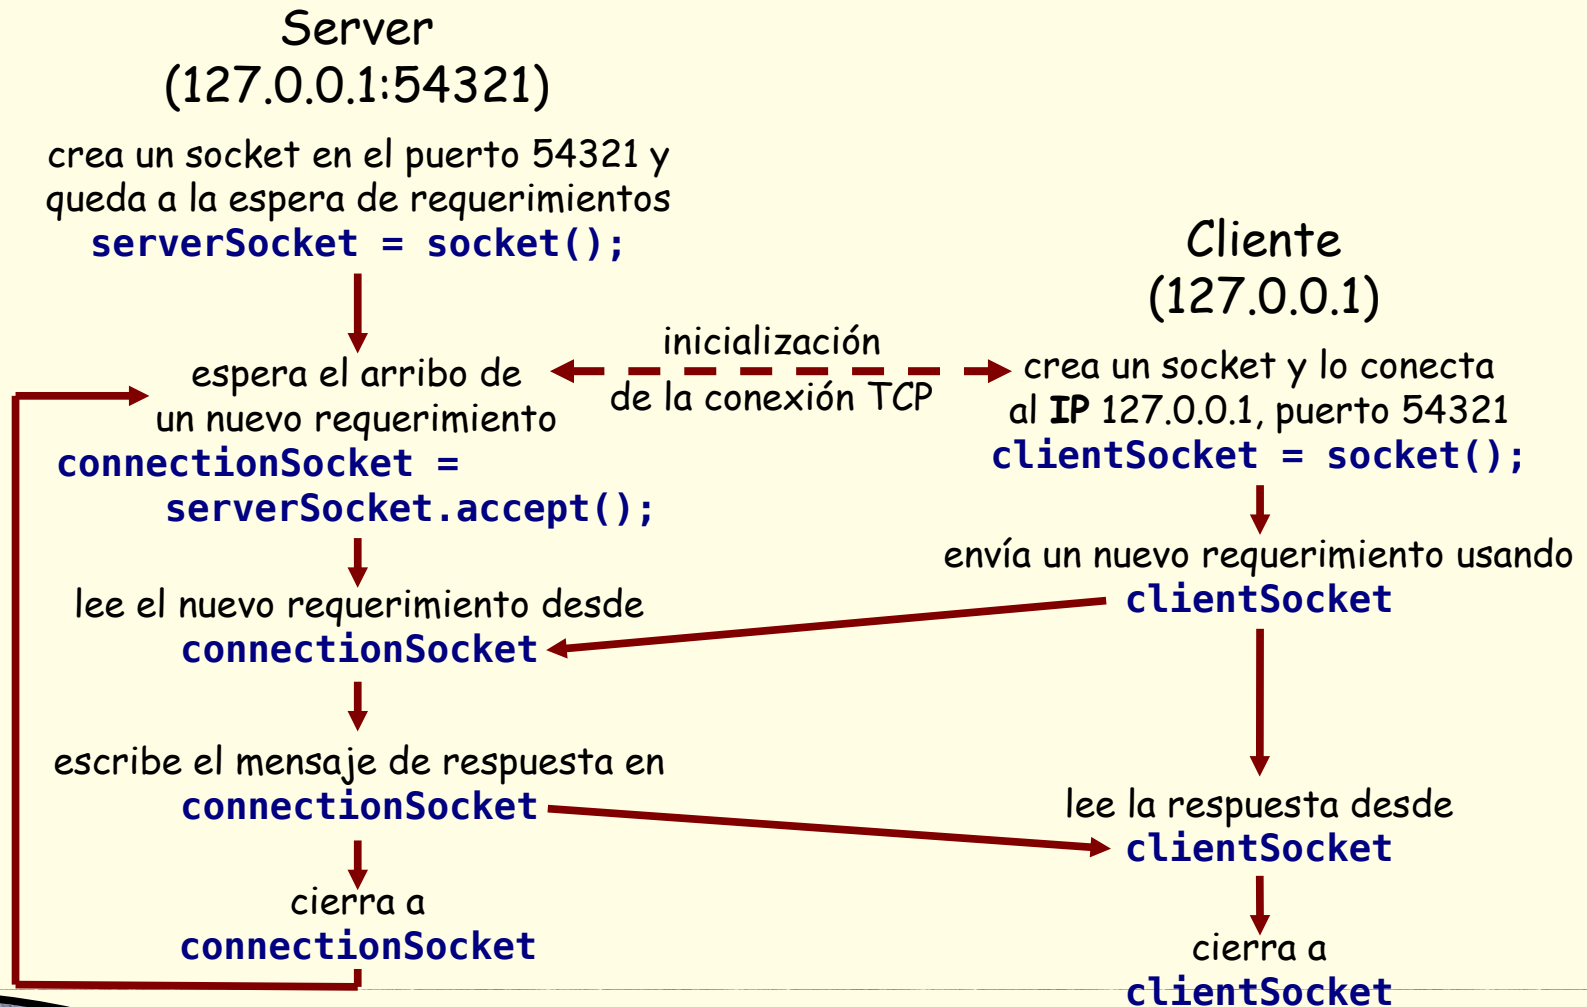 Server
(127.0.0.1:54321)
crea un socket en el puerto 54321 y
queda a la espera de requerimientos
serverSocket = socket();
espera el arribo de
un nuevo requerimiento
connectionSocket =
serverSocket.accept();
lee el nuevo requerimiento desde
connectionSocket
escribe el mensaje de respuesta en
connectionSocket
cierra a
connectionSocket
inicialización
de la conexión TCP
Cliente
(127.0.0.1)
crea un socket y lo conecta
al IP 127.0.0.1, puerto 54321
clientSocket = socket();
envía un nuevo requerimiento usando
clientSocket
lee la respuesta desde
clientSocket
cierra a
clientSocket